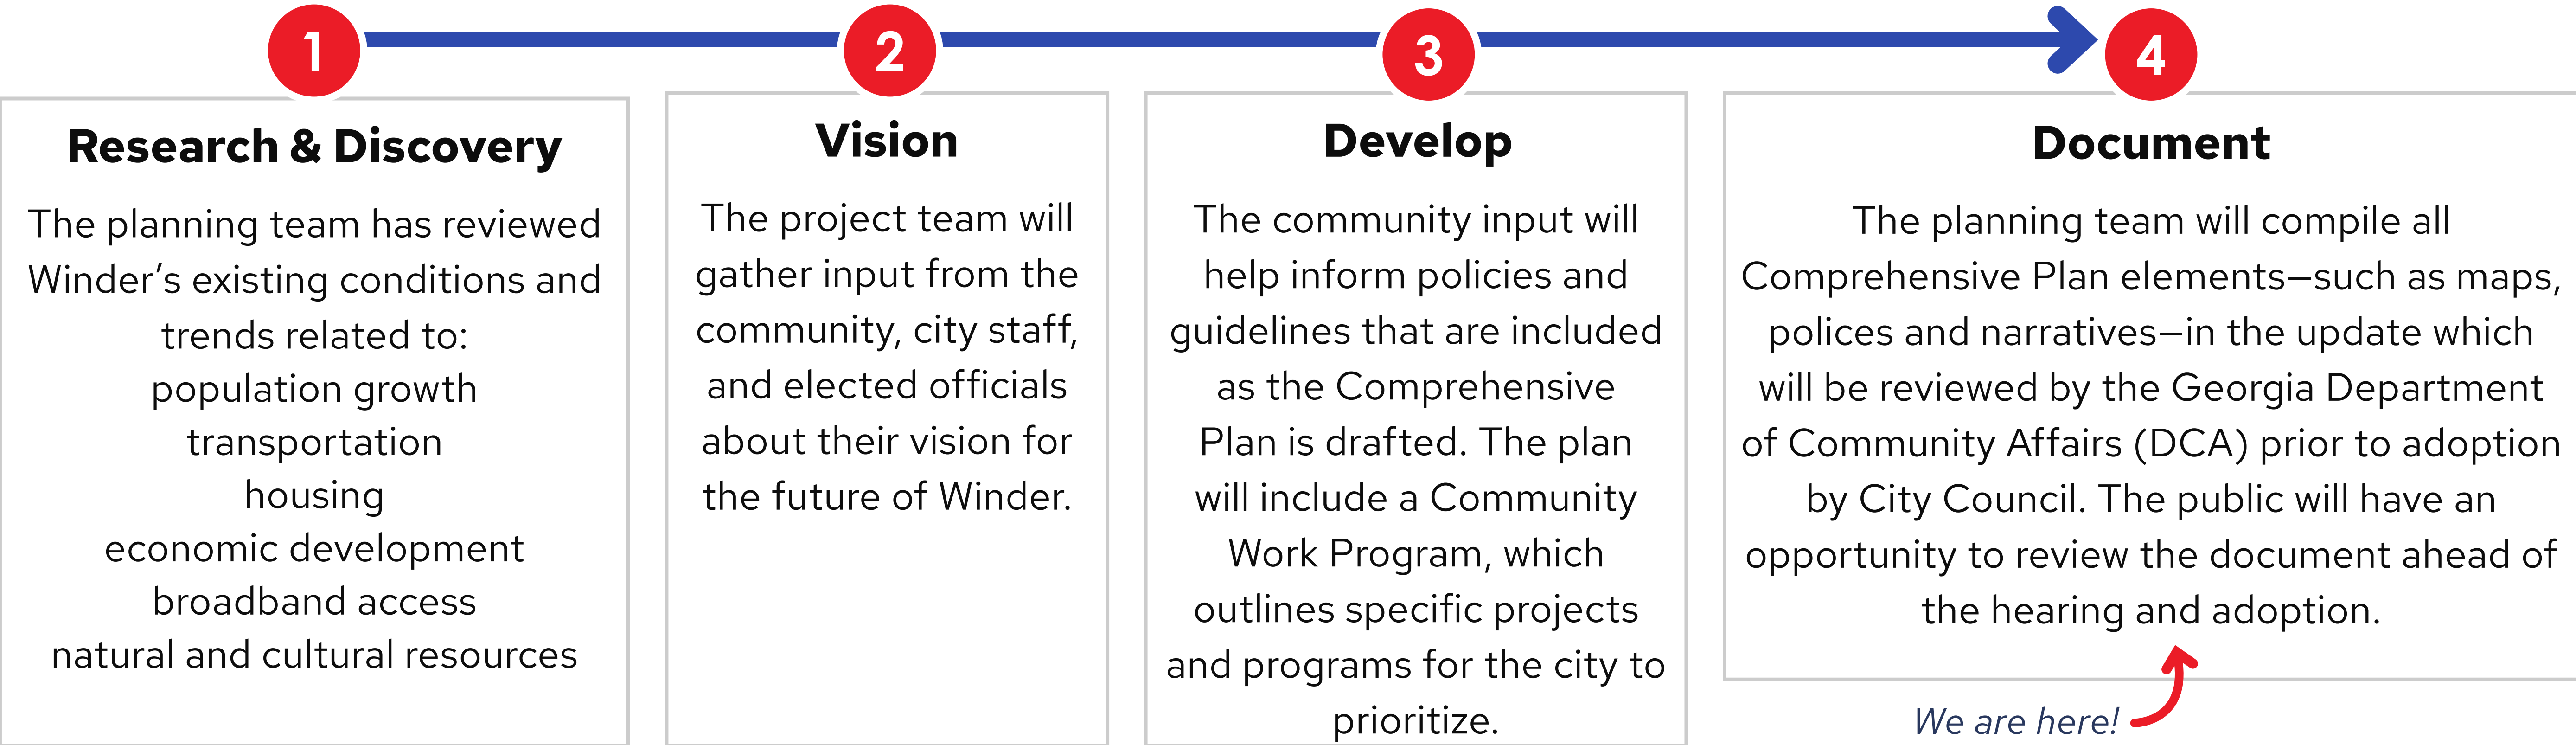 1
Research & Discovery
The planning team has reviewed
Winder’s existing conditions and
trends related to:
population growth
transportation
housing
economic development
broadband access
natural and cultural resources
2
Vision
The project team will
gather input from the
community, city staff,
and elected officials
about their vision for
the future of Winder.
3
Develop
The community input will
help inform policies and
guidelines that are included
as the Comprehensive
Plan is drafted. The plan
will include a Community
Work Program, which
outlines specific projects
and programs for the city to
prioritize.
4
Document
The planning team will compile all
Comprehensive Plan elements—such as maps,
polices and narratives—in the update which
will be reviewed by the Georgia Department
of Community Affairs (DCA) prior to adoption
by City Council. The public will have an
opportunity to review the document ahead of
the hearing and adoption.
We are here!